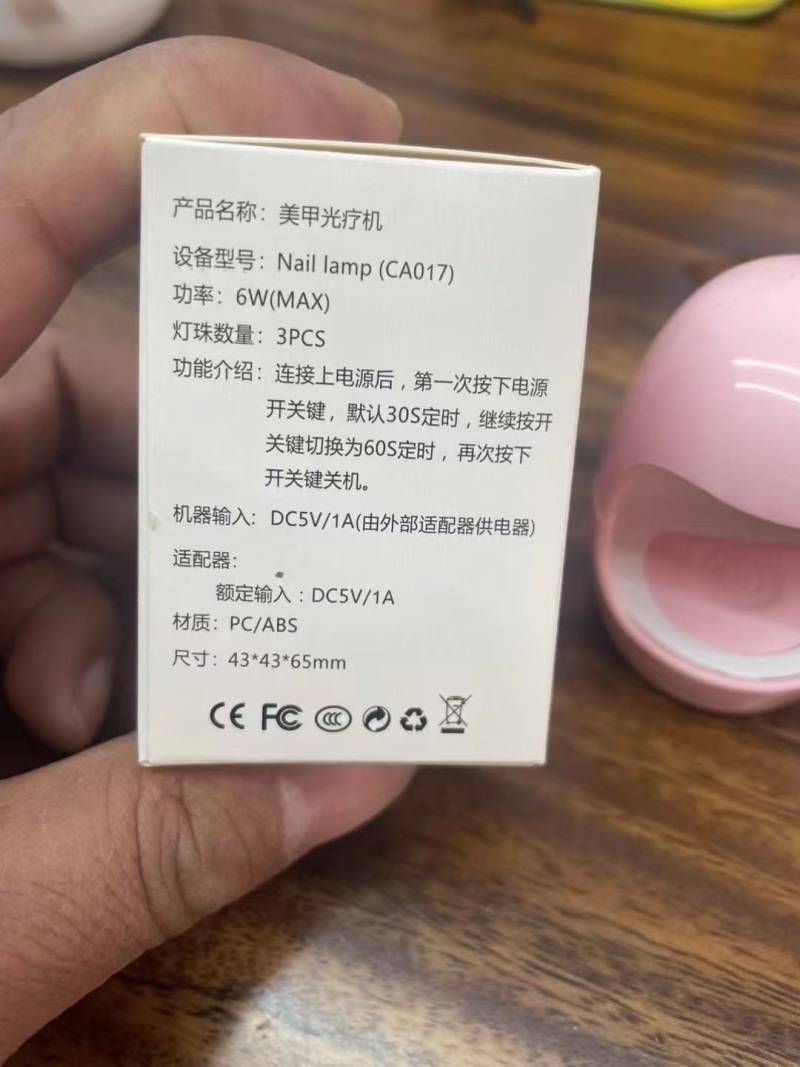 产品名称：美甲光疗机
设备型号：Nail lamp (CA017)
功率：6W(MAX)
灯珠数量：3PCS
功能介绍：连接上电源后，第一次按下电源
开关键，默认30S定时，继续按开
关键切换为60S定时，再次按下
开关键关机。
机器输入：DC5V/1A(由外部适配器供电器)
适配器：
额定输入：DC5V/1A
材质：PC/ABS
尺寸：43*43*65mm
CE FC CCC